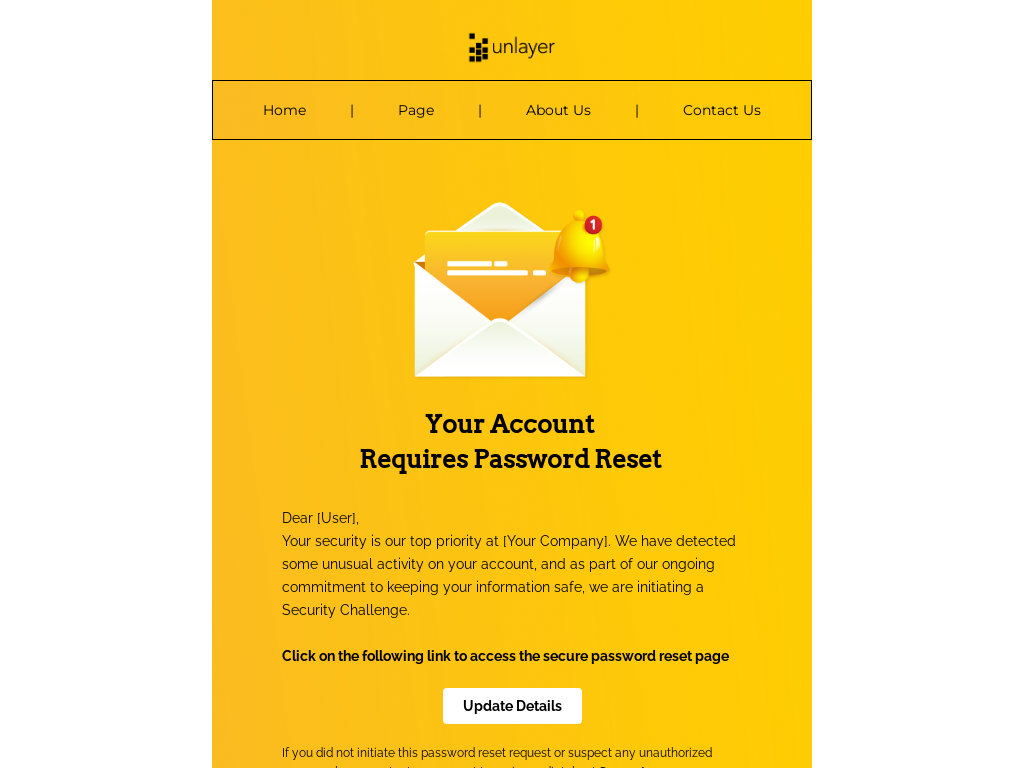 unlayer
Home | Page | About Us | Contact Us
1
Your Account
Requires Password Reset
Dear [User],
Your security is our top priority at [Your Company]. We have detected
some unusual activity on your account, and as part of our ongoing
commitment to keeping your information safe, we are initiating a
Security Challenge.
Click on the following link to access the secure password reset page
Update Details
If you did not initiate this password reset request or suspect any unauthorized